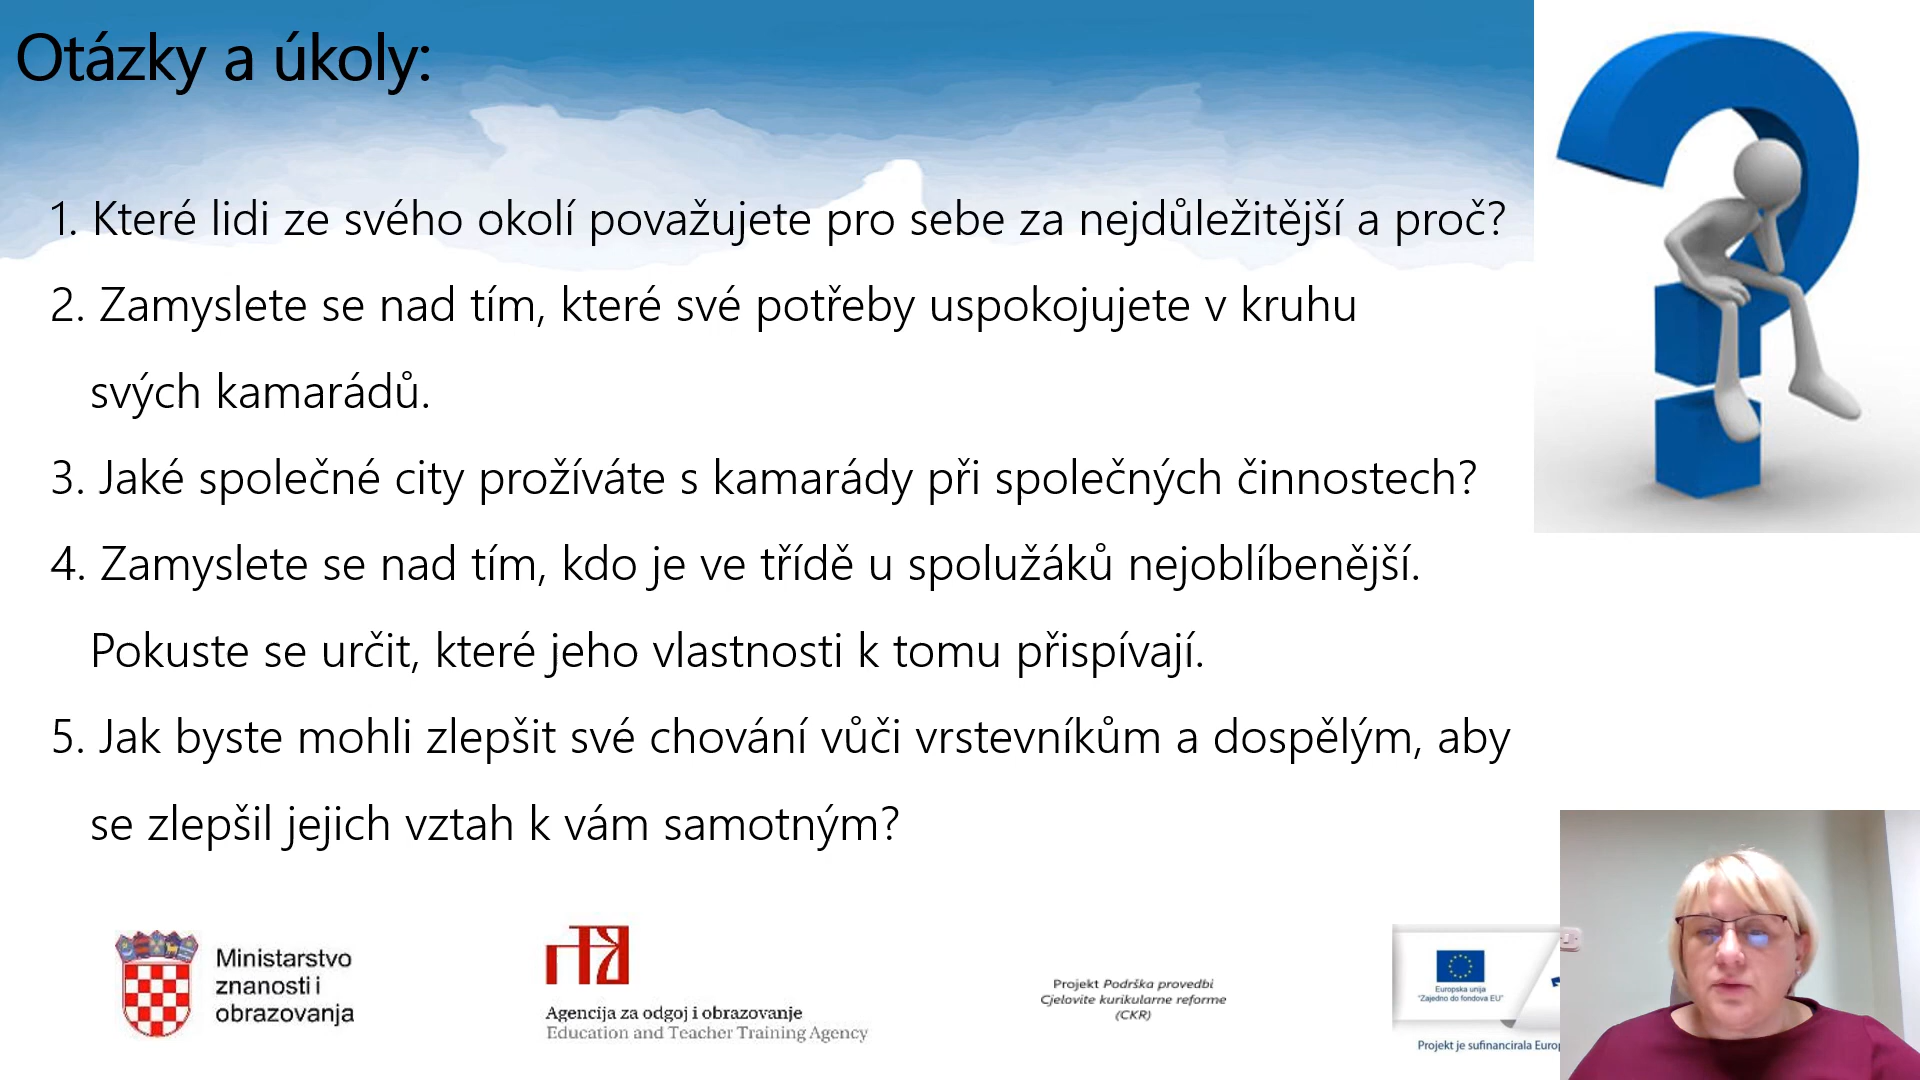 Otázky a úkoly:
1. Které lidi ze svého okolí považujete pro sebe za nejdůležitější a proč?
2. Zamyslete se nad tím, které své potřeby uspokojujete v kruhu
svých kamarádů.
3. Jaké společné city prožíváte s kamarády při společných činnostech?
4. Zamyslete se nad tím, kdo je ve třídě u spolužáků nejoblíbenější.
Pokuste se určit, které jeho vlastnosti k tomu přispívají.
5. Jak byste mohli zlepšit své chování vůči vrstevníkům a dospělým, aby
se zlepšil jejich vztah k vám samotným?
Ministarstvo
znanosti i
obrazovanja
Agencija za odgoj i obrazovanje
Education and Teacher Training Agency
Projekt Podrška provedbi
Cjelovite kurikularne reforme
(CKR)
Europska unija
"Zajedno do fondova EU"
Projekt je sufinancirala